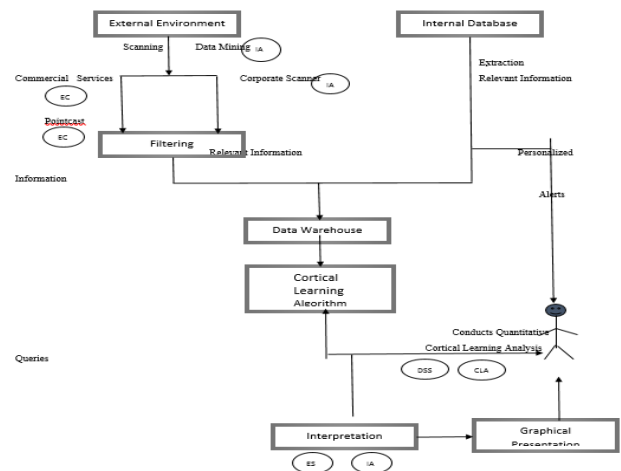 External Environment
Internal Database
Scanning
Data Mining
IA
Extraction
Commercial Services
Corporate Scanner
Relevant Information
IA
EC
Pointcast
EC
Filtering
Relevant Information
Personalized
Information
Alerts
Data Warehouse
Cortical
Learning
Algorithm
Conducts Quantitative
Cortical Learning Analysis
Queries
DSS
CLA
Interpretation
Graphical
Presentation
ES
IA